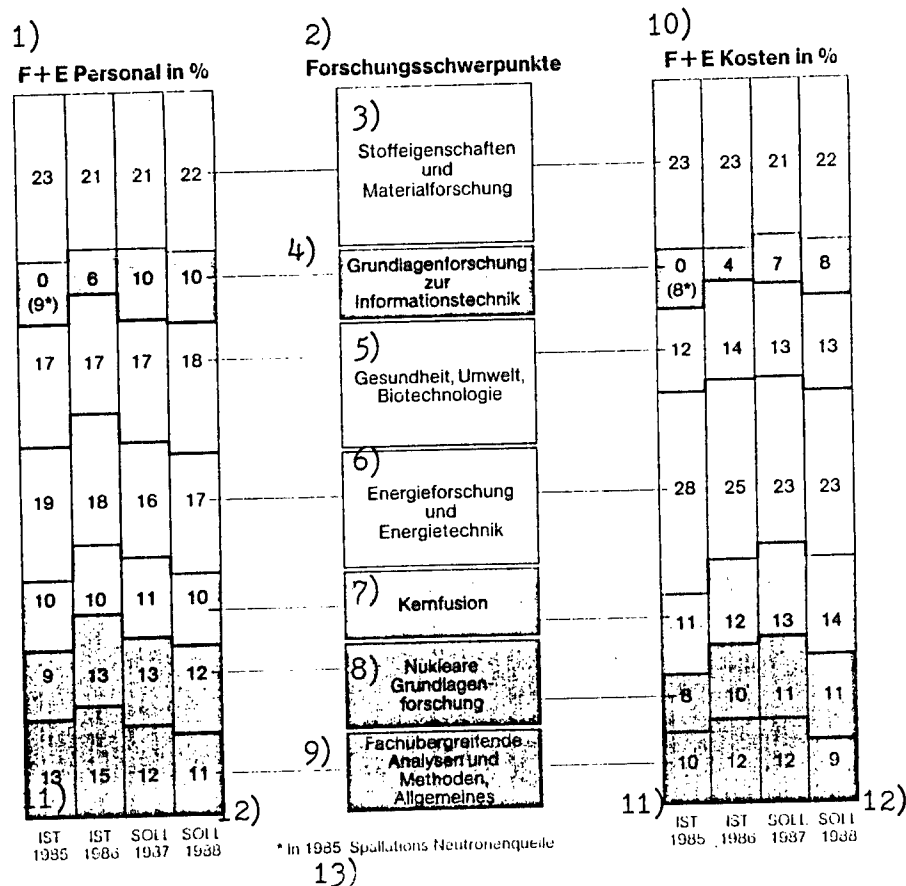 1)
2)
10)
F+E Personal in %
Forschungsschwerpunkte
F+E Kosten in %
3)
Stoffeigenschaften
und
Materialforschung
23 21 21 22
23 23 21 22
4)
Grundlagenforschung
zur
Informationstechnik
0 6 10 10
(9*)
0 4 7 8
(8*)
5)
Gesundheit, Umwelt,
Biotechnologie
17 17 17 18
12 14 13 13
6)
Energieforschung
und
Energietechnik
19 18 16 17
28 25 23 23
7)
Kernfusion
10 10 11 10
11 12 13 14
8)
Nukleare
Grundlagen-
forschung
9 13 13 12
8 10 11 11
9)
Fachübergreifende
Analysen und
Methoden,
Allgemeines
13 15 12 11
10 12 12 9
11)
12)
11)
12)
IST IST SOLL SOLL
1985 1986 1987 1988
IST IST SOLL SOLL
1985 1986 1987 1988
* In 1985 Spallations Neutronenquelle
13)